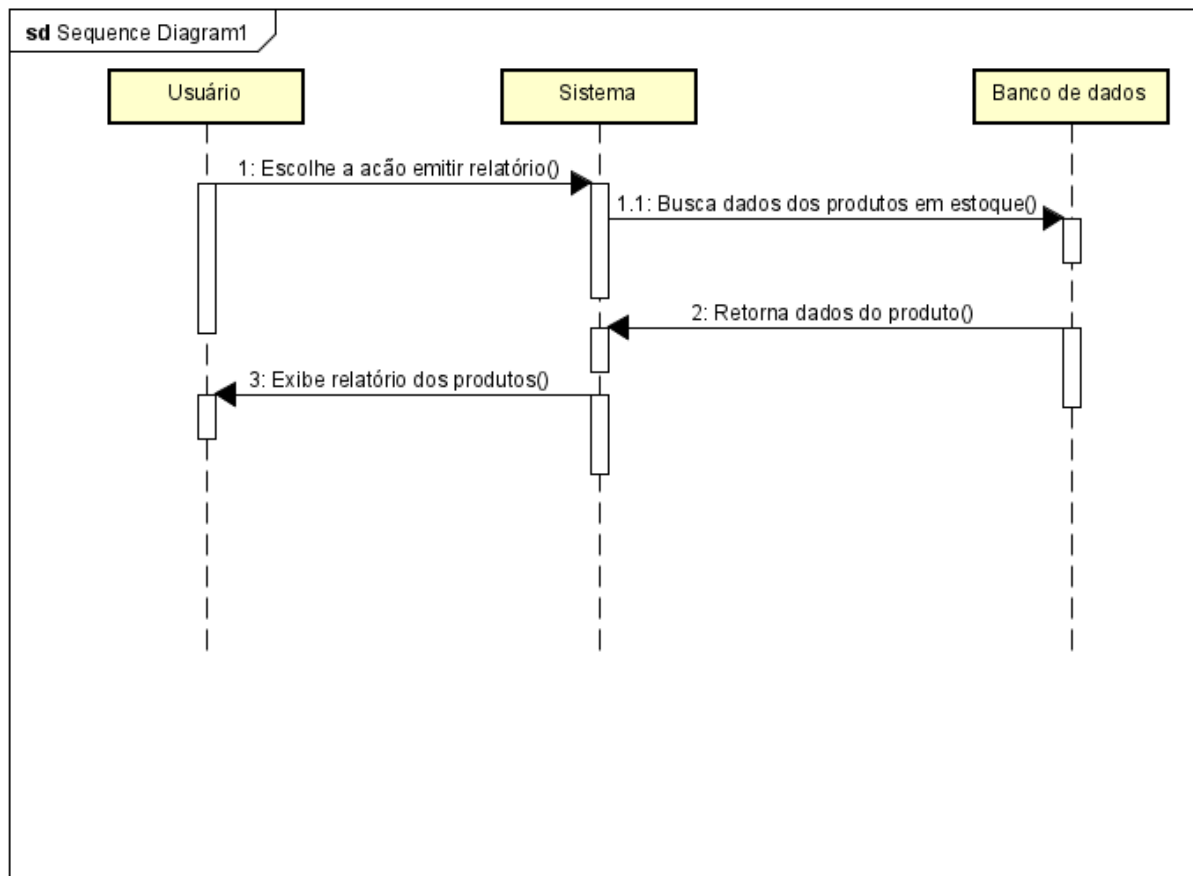 sd Sequence Diagram1
Usuário
Sistema
Banco de dados
1: Escolhe a acão emitir relatório()
1.1: Busca dados dos produtos em estoque()
2: Retorna dados do produto()
3: Exibe relatório dos produtos()